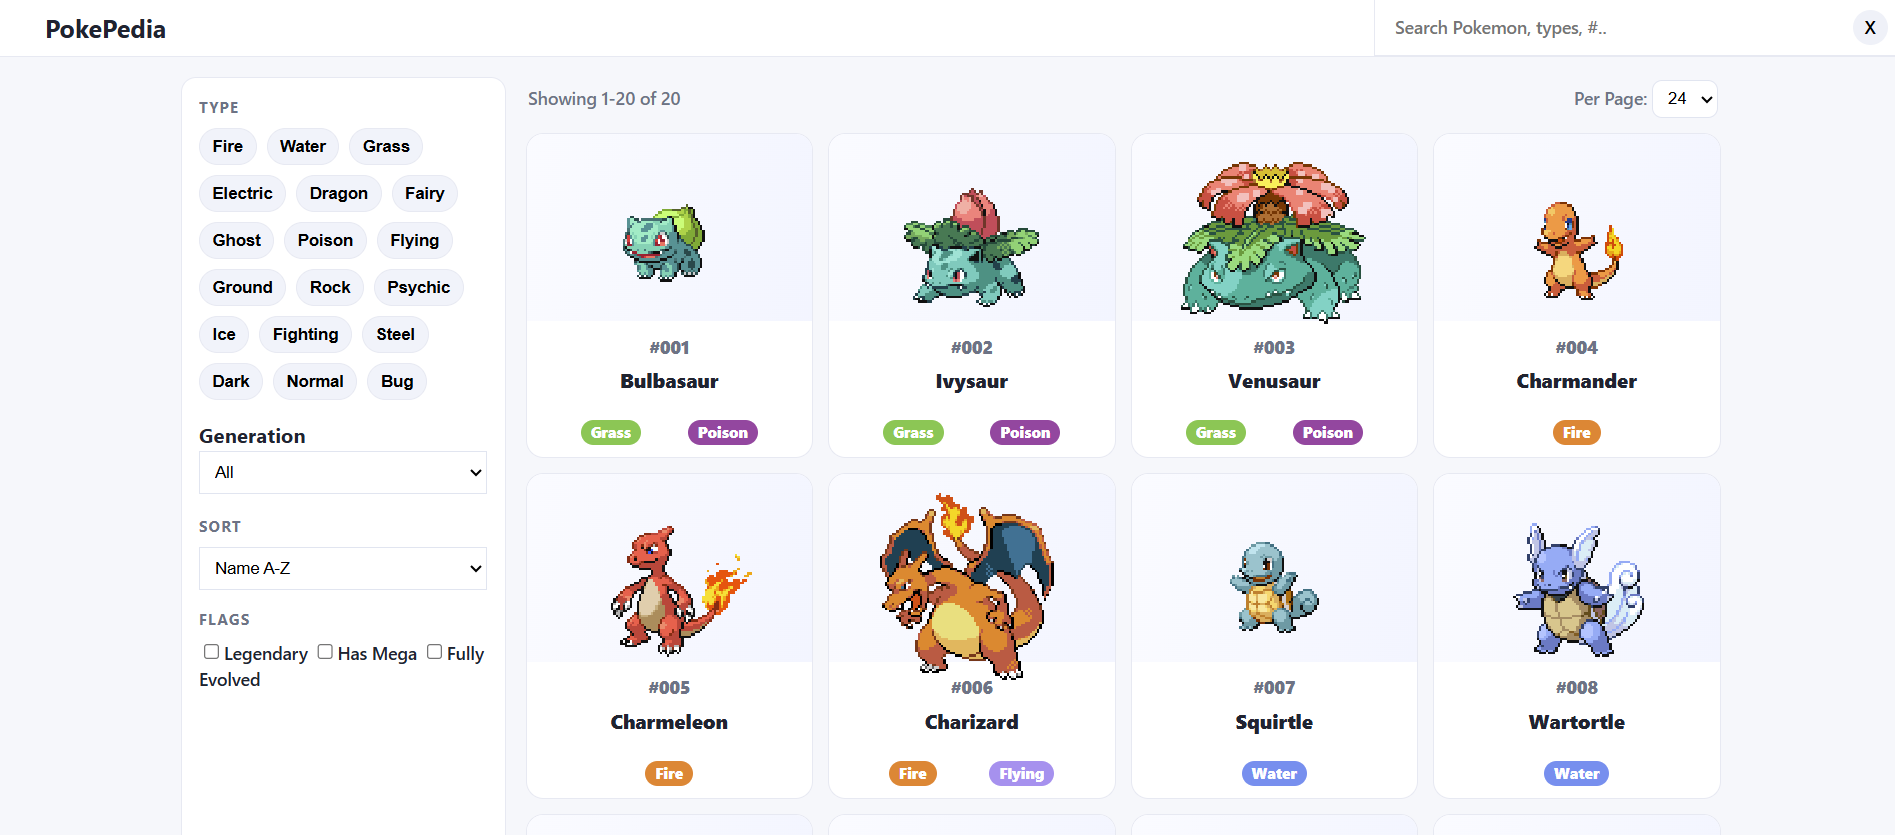 PokePedia
Search Pokemon, types, #..
X
TYPE
Fire Water Grass
Electric Dragon Fairy
Ghost Poison Flying
Ground Rock Psychic
Ice Fighting Steel
Dark Normal Bug
Generation
All
SORT
Name A-Z
FLAGS
Legendary Has Mega Fully
Evolved
Showing 1-20 of 20
Per Page: 24
#001
Bulbasaur
Grass Poison
#002
Ivysaur
Grass Poison
#003
Venusaur
Grass Poison
#004
Charmander
Fire
#005
Charmeleon
Fire
#006
Charizard
Fire Flying
#007
Squirtle
Water
#008
Wartortle
Water